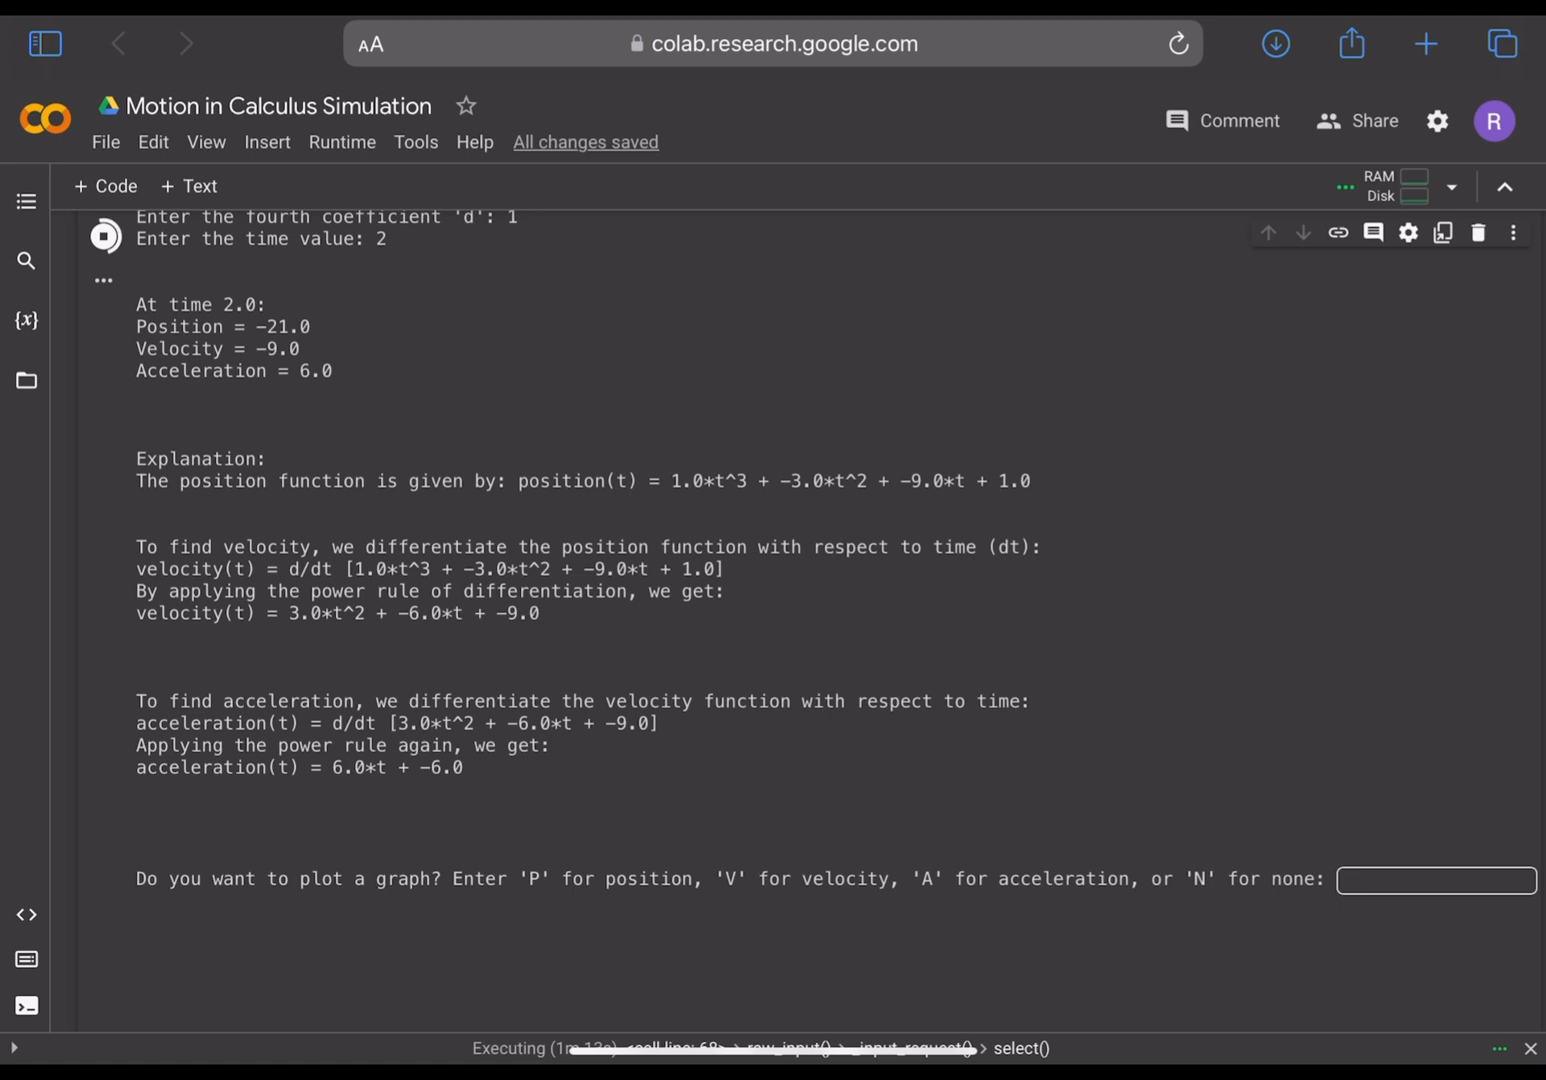 AA
colab.research.google.com
Motion in Calculus Simulation
Comment
Share
R
File Edit View Insert Runtime Tools Help All changes saved
+ Code + Text
RAM
Disk
Enter the fourth coefficient 'd': 1
Enter the time value: 2
...
At time 2.0:
Position = -21.0
Velocity = -9.0
Acceleration = 6.0
{x}
Explanation:
The position function is given by: position(t) = 1.0*t^3 + -3.0*t^2 + -9.0*t + 1.0
To find velocity, we differentiate the position function with respect to time (dt):
velocity(t) = d/dt [1.0*t^3 + -3.0*t^2 + -9.0*t + 1.0]
By applying the power rule of differentiation, we get:
velocity(t) = 3.0*t^2 + -6.0*t + -9.0
To find acceleration, we differentiate the velocity function with respect to time:
acceleration(t) = d/dt [3.0*t^2 + -6.0*t + -9.0]
Applying the power rule again, we get:
acceleration(t) = 6.0*t + -6.0
Do you want to plot a graph? Enter 'P' for position, 'V' for velocity, 'A' for acceleration, or 'N' for none:
Executing (1m <cell line: 68> > raw_input() > _input_request() > select()